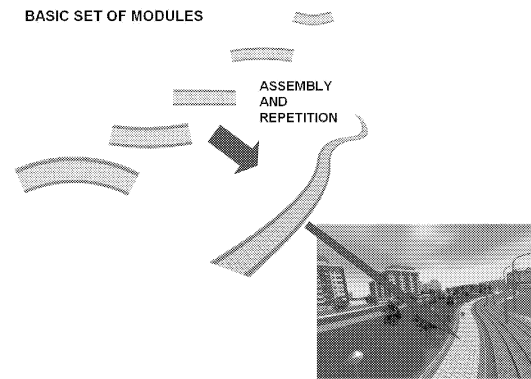 BASIC SET OF MODULES
ASSEMBLY
AND
REPETITION